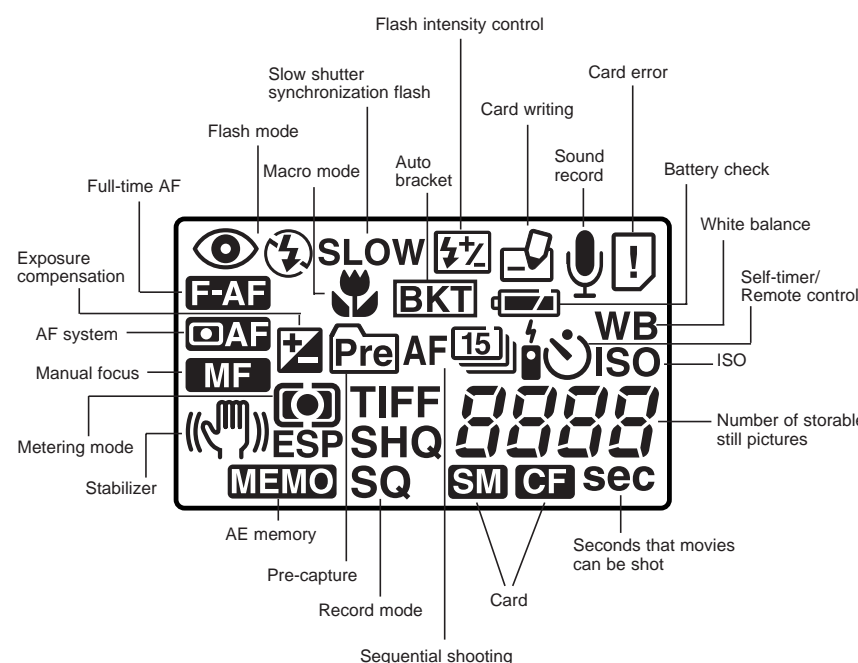 Flash intensity control
Slow shutter
synchronization flash
Card error
Card writing
Flash mode
Auto
bracket
Sound
record
Macro mode
Battery check
Full-time AF
White balance
Exposure
compensation
Self-timer/
Remote control
AF system
Manual focus
ISO
Metering mode
Number of storable
still pictures
Stabilizer
AE memory
Seconds that movies
can be shot
Pre-capture
Card
Record mode
Sequential shooting
SLOW
!
F-AF
BKT
AF
WB
MF
Pre
AF
15
ISO
TIFF
8888
ESP
SHQ
MEMO
SQ
SM
CF
sec